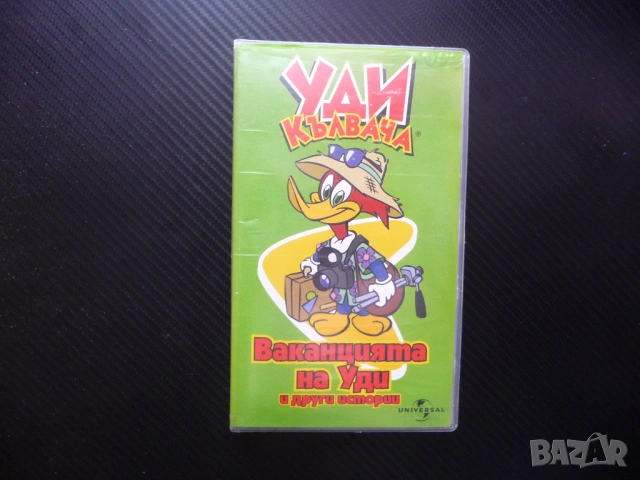 УДИ
КЪЛВАЧА®
Ваканцията
на Уди
и други истории
UNIVERSAL
BAZAR